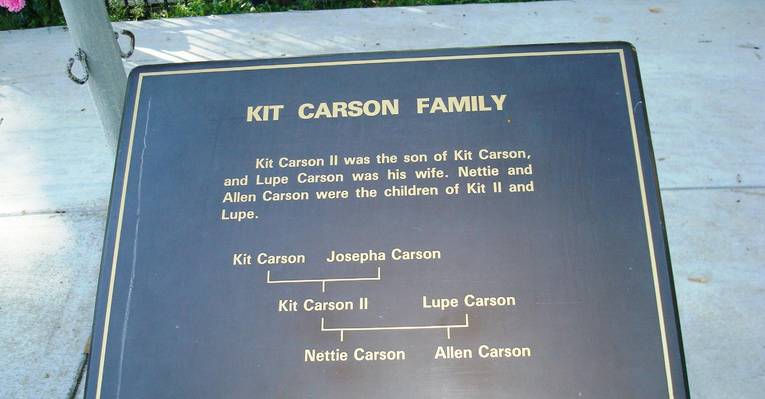 KIT CARSON FAMILY
Kit Carson II was the son of Kit Carson,
and Lupe Carson was his wife. Nettie and
Allen Carson were the children of Kit II and
Lupe.
Kit Carson Josepha Carson
Kit Carson II Lupe Carson
Nettie Carson Allen Carson